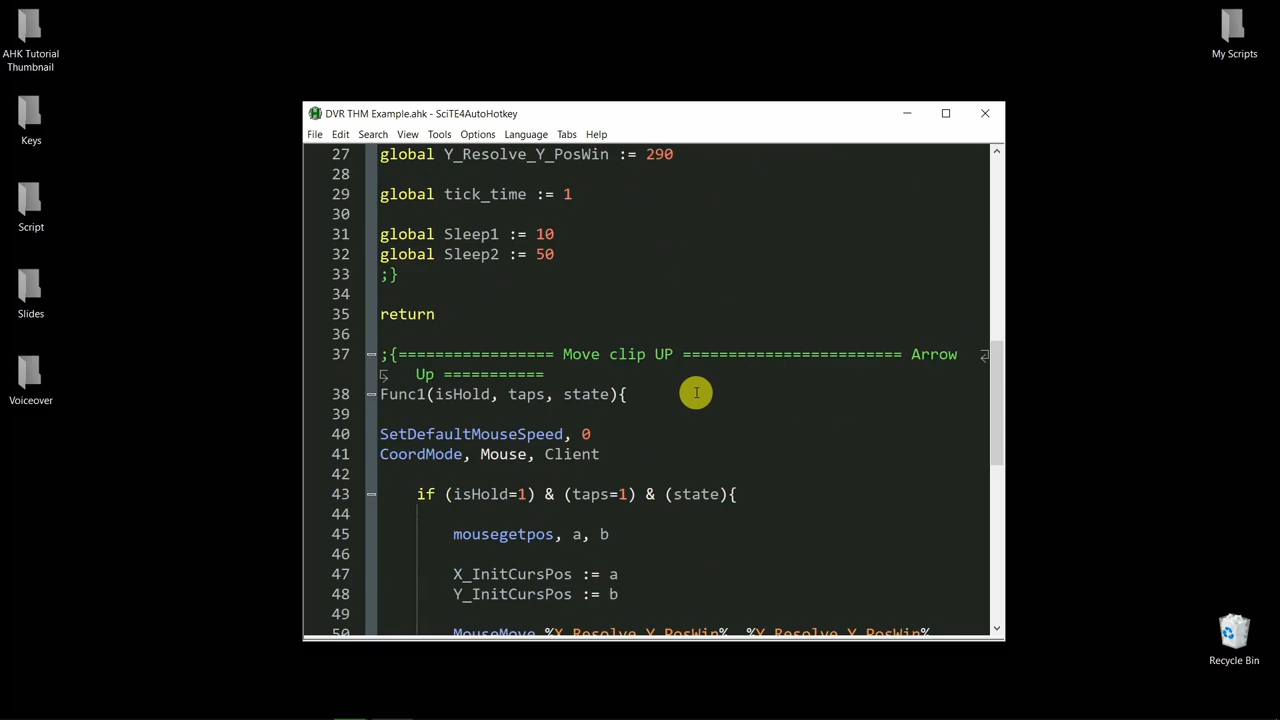 AHK Tutorial
Thumbnail
Keys
Script
Slides
Voiceover
My Scripts
Recycle Bin
DVR THM Example.ahk - SciTE4AutoHotkey
File Edit Search View Tools Options Language Tabs Help
27 global Y_Resolve_Y_PosWin := 290
28
29 global tick_time := 1
30
31 global Sleep1 := 10
32 global Sleep2 := 50
33 ;}
34
35 return
36
37 ;{================= Move clip UP ======================== Arrow
Up ===========
38 Func1(isHold, taps, state){
39
40 SetDefaultMouseSpeed, 0
41 CoordMode, Mouse, Client
42
43 if (isHold=1) & (taps=1) & (state){
44
45 mousegetpos, a, b
46
47 X_InitCursPos := a
48 Y_InitCursPos := b
49
50 MouseMove %X_Resolve_Y_PosWin%, %Y_Resolve_Y_PosWin%